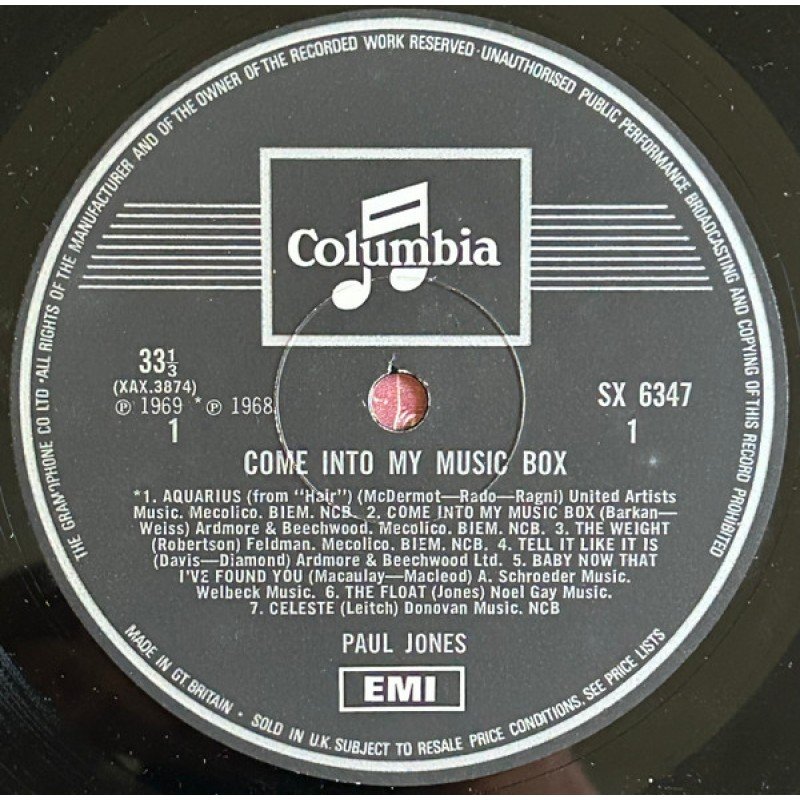 THE GRAMOPHONE CO LTD · ALL RIGHTS OF THE MANUFACTURER AND OF THE OWNER OF THE RECORDED WORK RESERVED · UNAUTHORISED PUBLIC PERFORMANCE BROADCASTING AND COPYING OF THIS RECORD PROHIBITED
Columbia
33⅓
(XAX.3874)
℗ 1969 * ℗ 1968
1
SX 6347
1
COME INTO MY MUSIC BOX
*1. AQUARIUS (from "Hair") (McDermot—Rado—Ragni) United Artists
Music. Mecolico. BIEM. NCB. 2. COME INTO MY MUSIC BOX (Barkan—
Weiss) Ardmore & Beechwood. Mecolico. BIEM. NCB. 3. THE WEIGHT
(Robertson) Feldman. Mecolico. BIEM. NCB. 4. TELL IT LIKE IT IS
(Davis—Diamond) Ardmore & Beechwood Ltd. 5. BABY NOW THAT
I'VE FOUND YOU (Macaulay—Macleod) A. Schroeder Music.
Welbeck Music. 6. THE FLOAT (Jones) Noel Gay Music.
7. CELESTE (Leitch) Donovan Music. NCB
PAUL JONES
EMI
MADE IN GT. BRITAIN · SOLD IN U.K. SUBJECT TO RESALE PRICE CONDITIONS, SEE PRICE LISTS